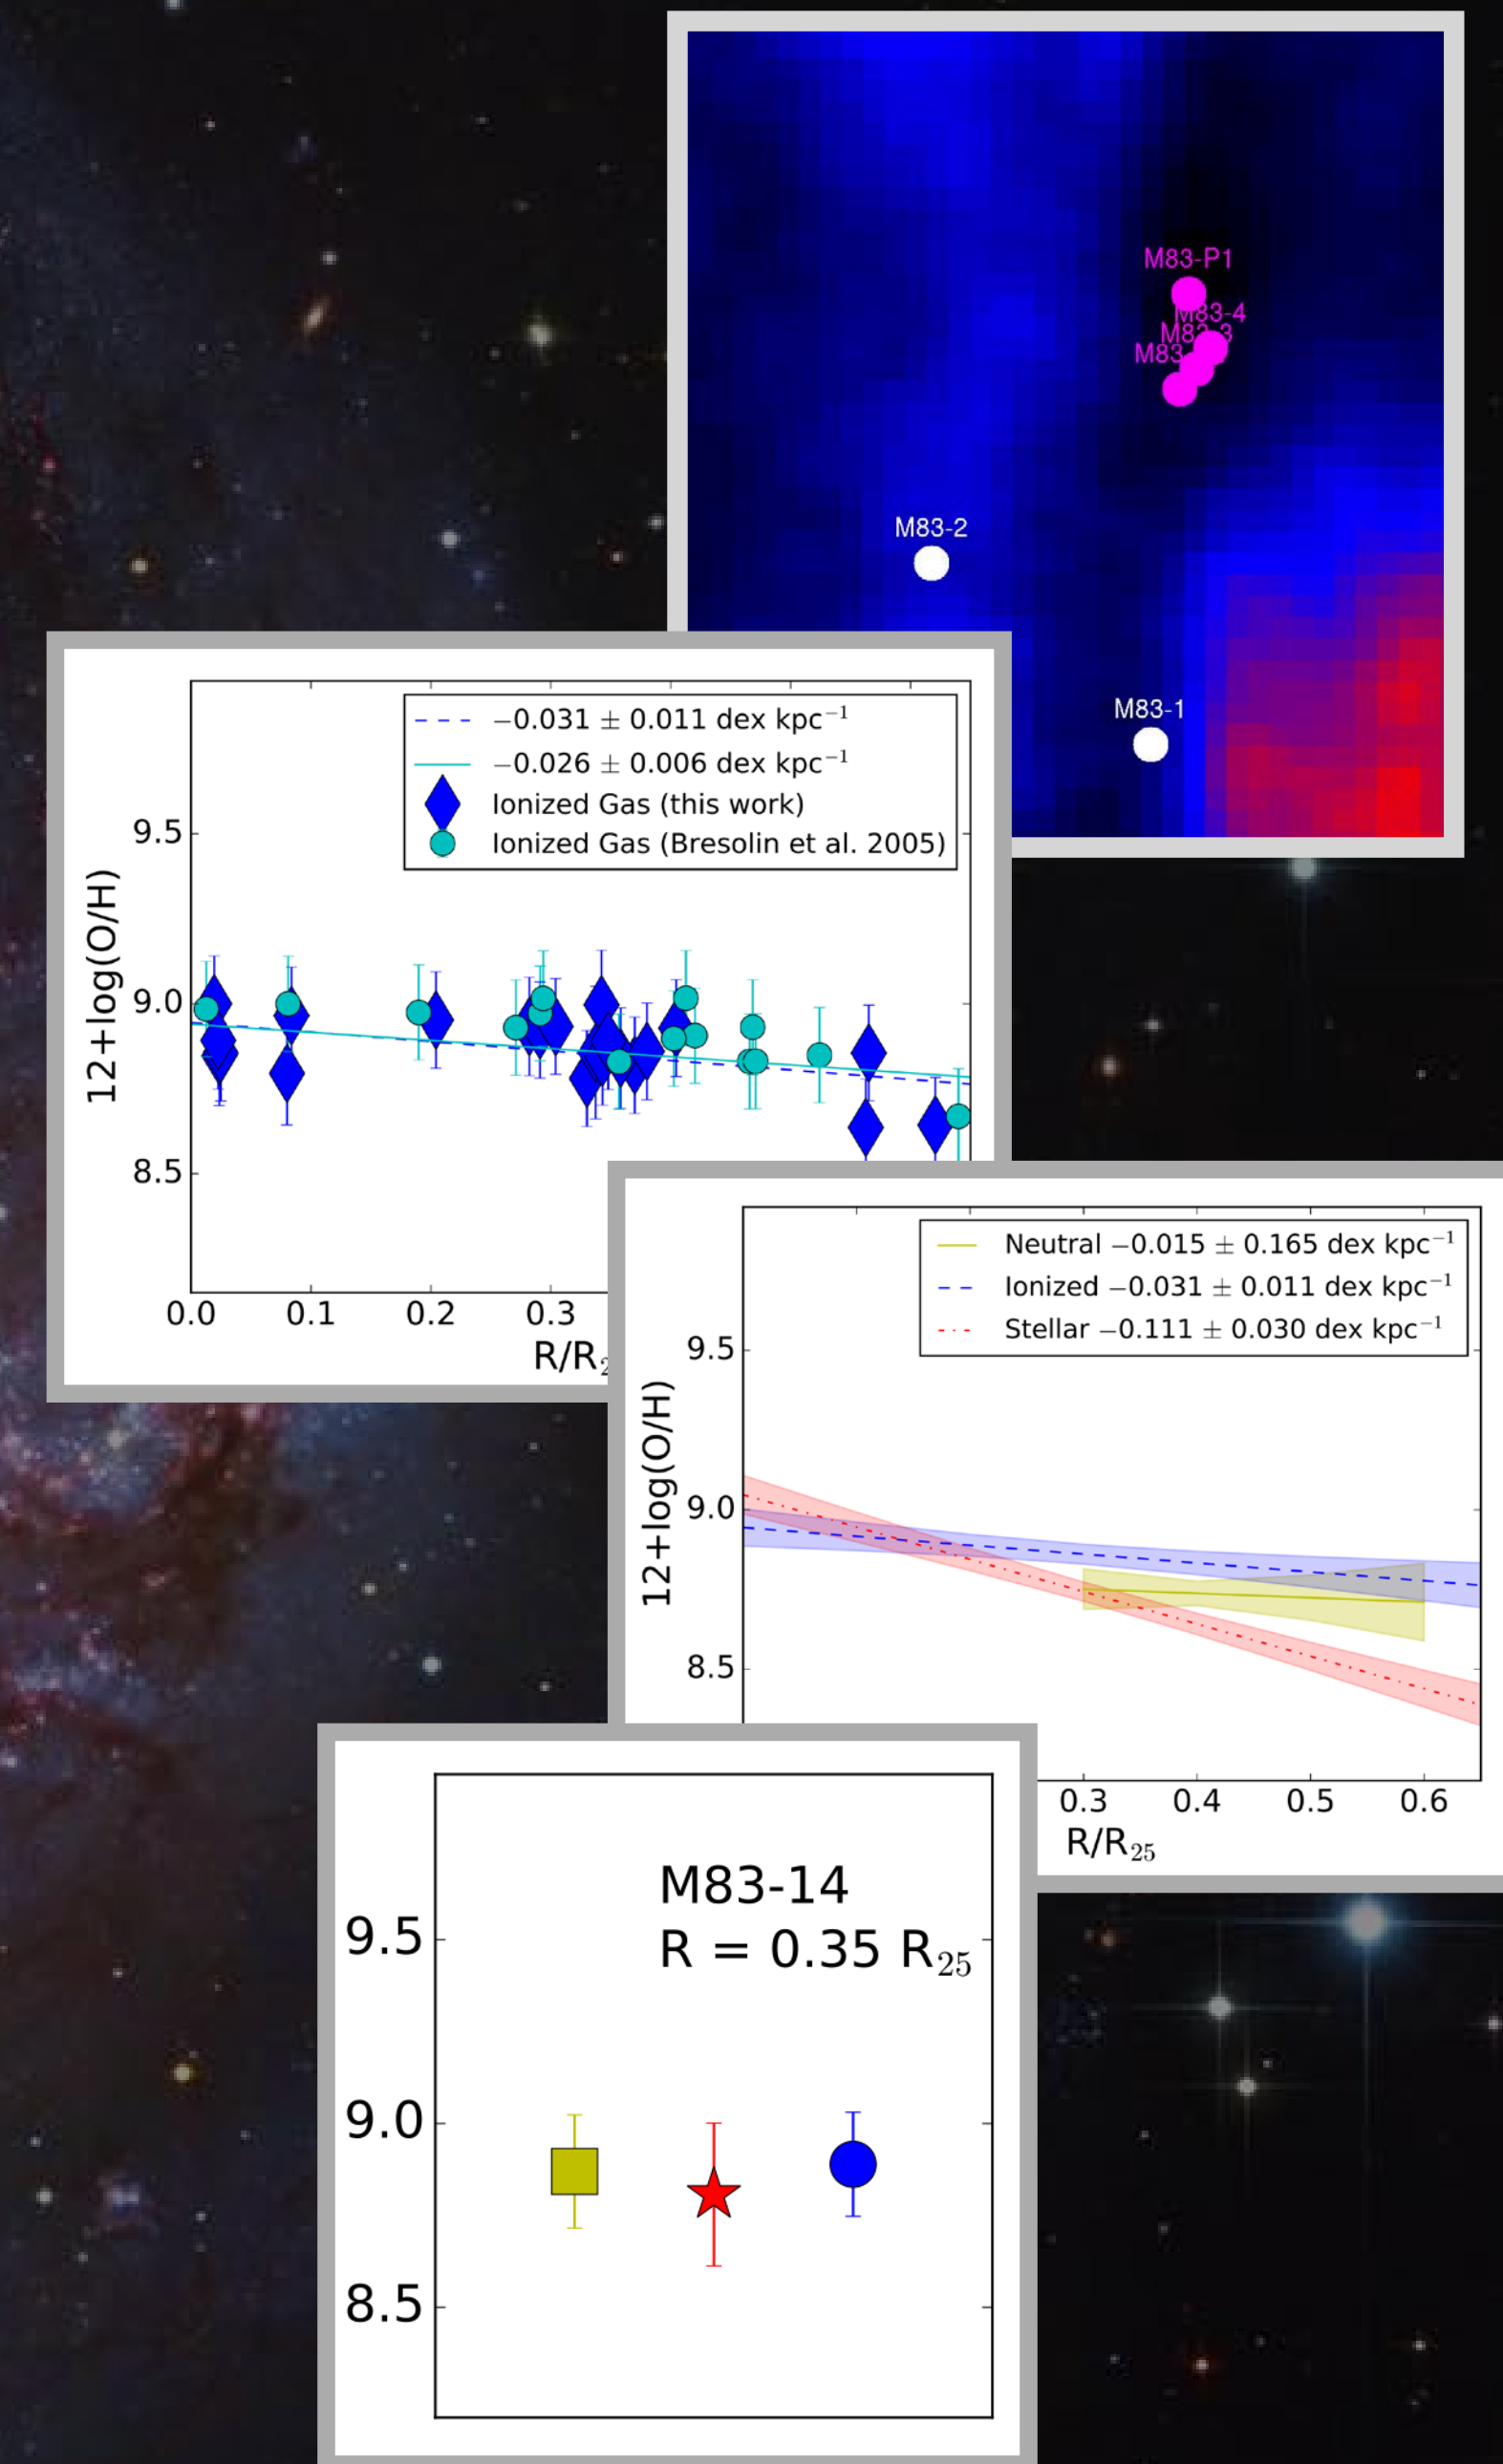 M83-P1
M83-4
M83-3
M83
M83-2
M83-1
−0.031 ± 0.011 dex kpc⁻¹
−0.026 ± 0.006 dex kpc⁻¹
Ionized Gas (this work)
Ionized Gas (Bresolin et al. 2005)
12+log(O/H)
9.5
9.0
8.5
0.0 0.1 0.2 0.3
R/R
Neutral −0.015 ± 0.165 dex kpc⁻¹
Ionized −0.031 ± 0.011 dex kpc⁻¹
Stellar −0.111 ± 0.030 dex kpc⁻¹
12+log(O/H)
9.5
9.0
8.5
0.3 0.4 0.5 0.6
R/R₂₅
M83-14
R = 0.35 R₂₅
9.5
9.0
8.5